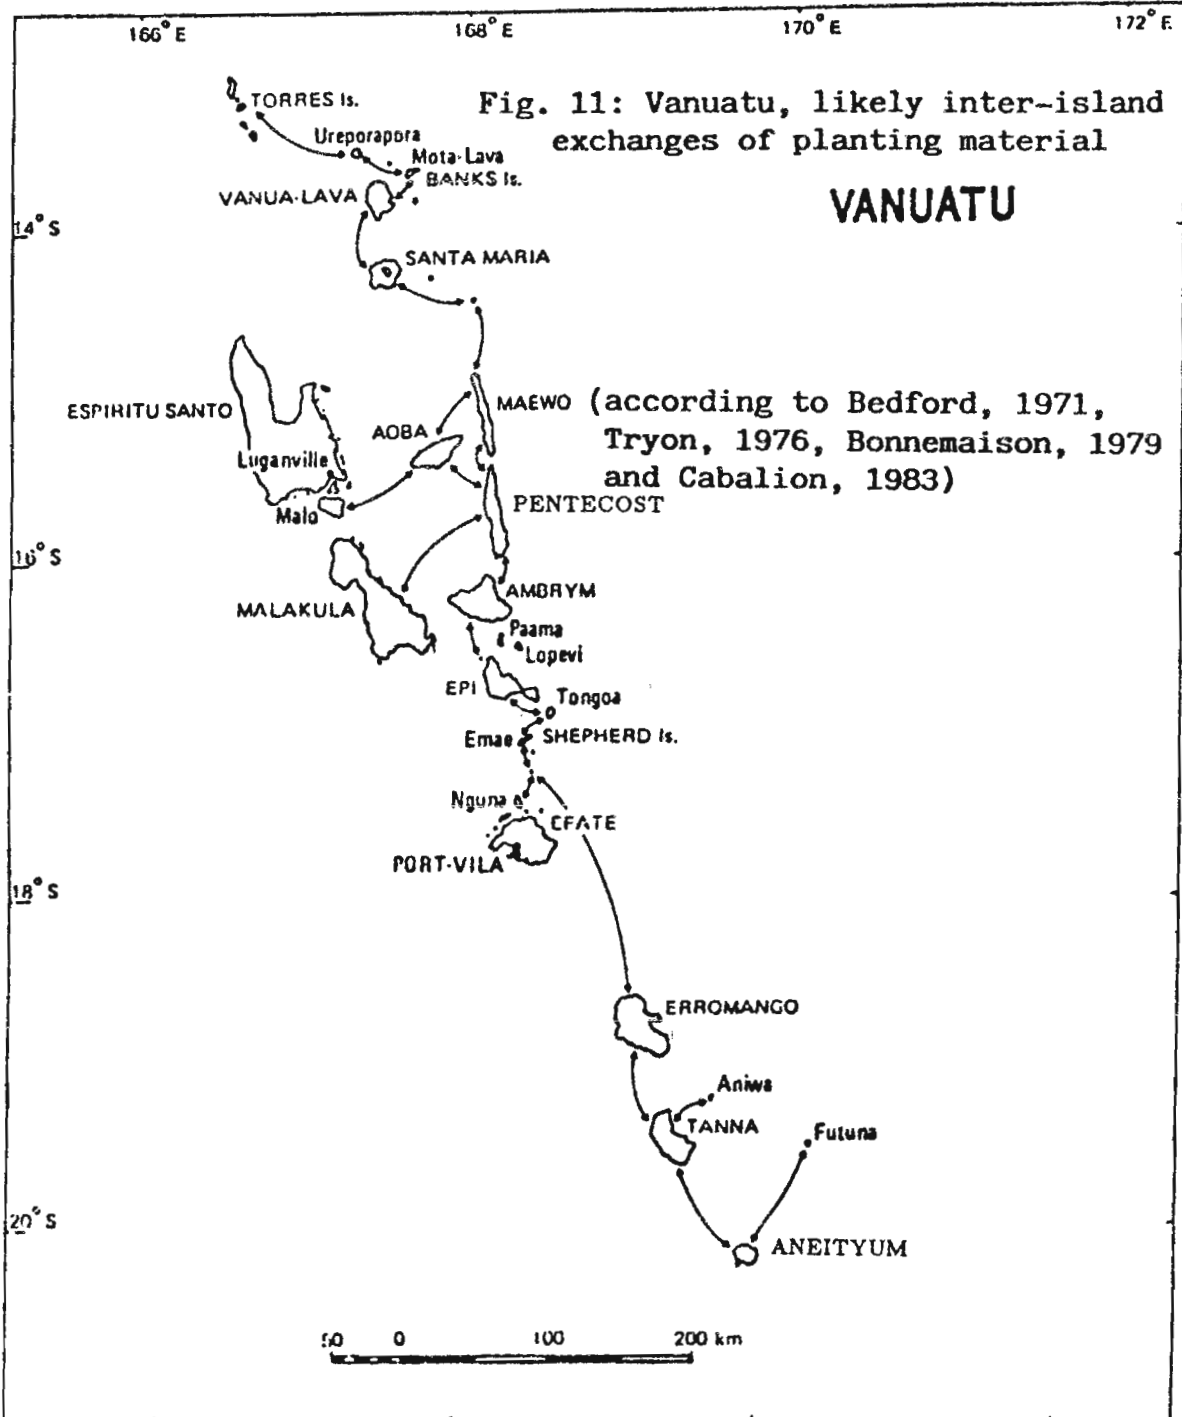 166° E
168° E
170° E
172° E
Fig. 11: Vanuatu, likely inter-island
exchanges of planting material
VANUATU
TORRES Is.
Ureporapora
Mota-Lava
BANKS Is.
VANUA-LAVA
14° S
SANTA MARIA
ESPIRITU SANTO
MAEWO
(according to Bedford, 1971,
Tryon, 1976, Bonnemaison, 1979
and Cabalion, 1983)
AOBA
Luganville
Malo
PENTECOST
16° S
MALAKULA
AMBRYM
Paama
Lopevi
EPI
Tongoa
Emae
SHEPHERD Is.
Nguna
EFATE
PORT-VILA
18° S
ERROMANGO
Aniwa
TANNA
Futuna
20° S
ANEITYUM
50 0 100 200 km